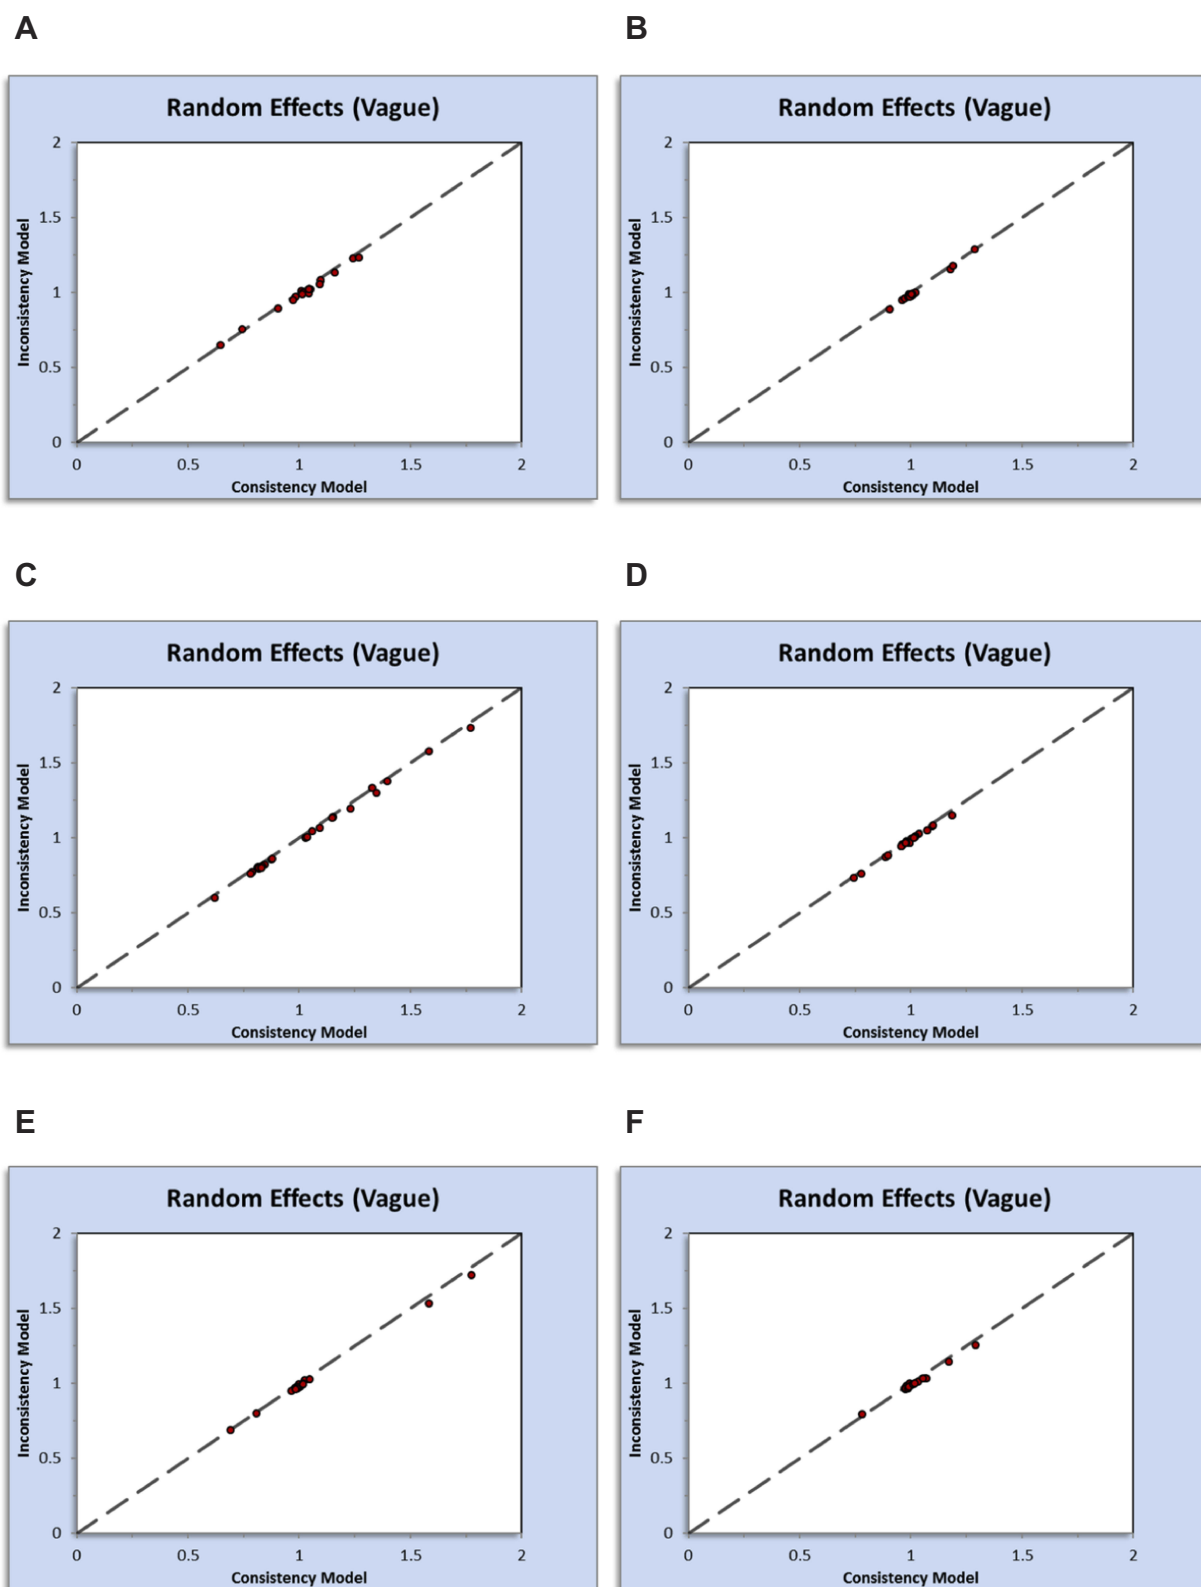 A
B
Random Effects (Vague)
2
1.5
1
0.5
0
Inconsistency Model
0 0.5 1 1.5 2
Consistency Model
Random Effects (Vague)
2
1.5
1
0.5
0
Inconsistency Model
0 0.5 1 1.5 2
Consistency Model
C
D
Random Effects (Vague)
2
1.5
1
0.5
0
Inconsistency Model
0 0.5 1 1.5 2
Consistency Model
Random Effects (Vague)
2
1.5
1
0.5
0
Inconsistency Model
0 0.5 1 1.5 2
Consistency Model
E
F
Random Effects (Vague)
2
1.5
1
0.5
0
Inconsistency Model
0 0.5 1 1.5 2
Consistency Model
Random Effects (Vague)
2
1.5
1
0.5
0
Inconsistency Model
0 0.5 1 1.5 2
Consistency Model